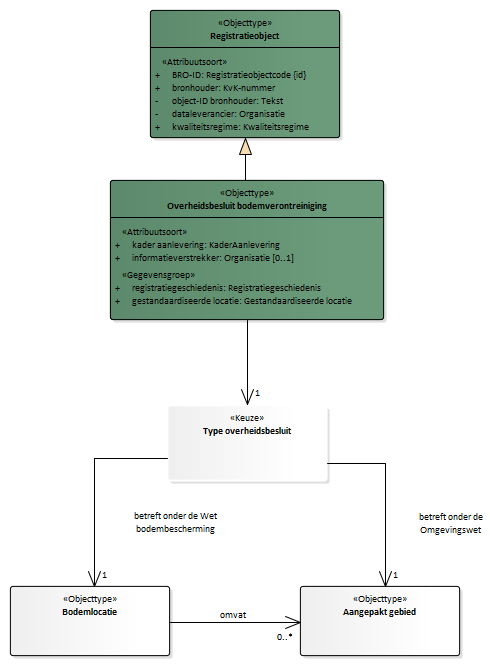 «Objecttype»
Registratieobject
«Attribuutsoort»
+ BRO-ID: Registratieobjectcode {id}
+ bronhouder: KvK-nummer
- object-ID bronhouder: Tekst
- dataleverancier: Organisatie
+ kwaliteitsregime: Kwaliteitsregime
«Objecttype»
Overheidsbesluit bodemverontreiniging
«Attribuutsoort»
+ kader aanlevering: KaderAanlevering
+ informatieverstrekker: Organisatie [0..1]
«Gegevensgroep»
+ registratiegeschiedenis: Registratiegeschiedenis
+ gestandaardiseerde locatie: Gestandaardiseerde locatie
1
«Keuze»
Type overheidsbesluit
betreft onder de Wet
bodembescherming
betreft onder de
Omgevingswet
1
1
«Objecttype»
Bodemlocatie
omvat
0..*
«Objecttype»
Aangepakt gebied